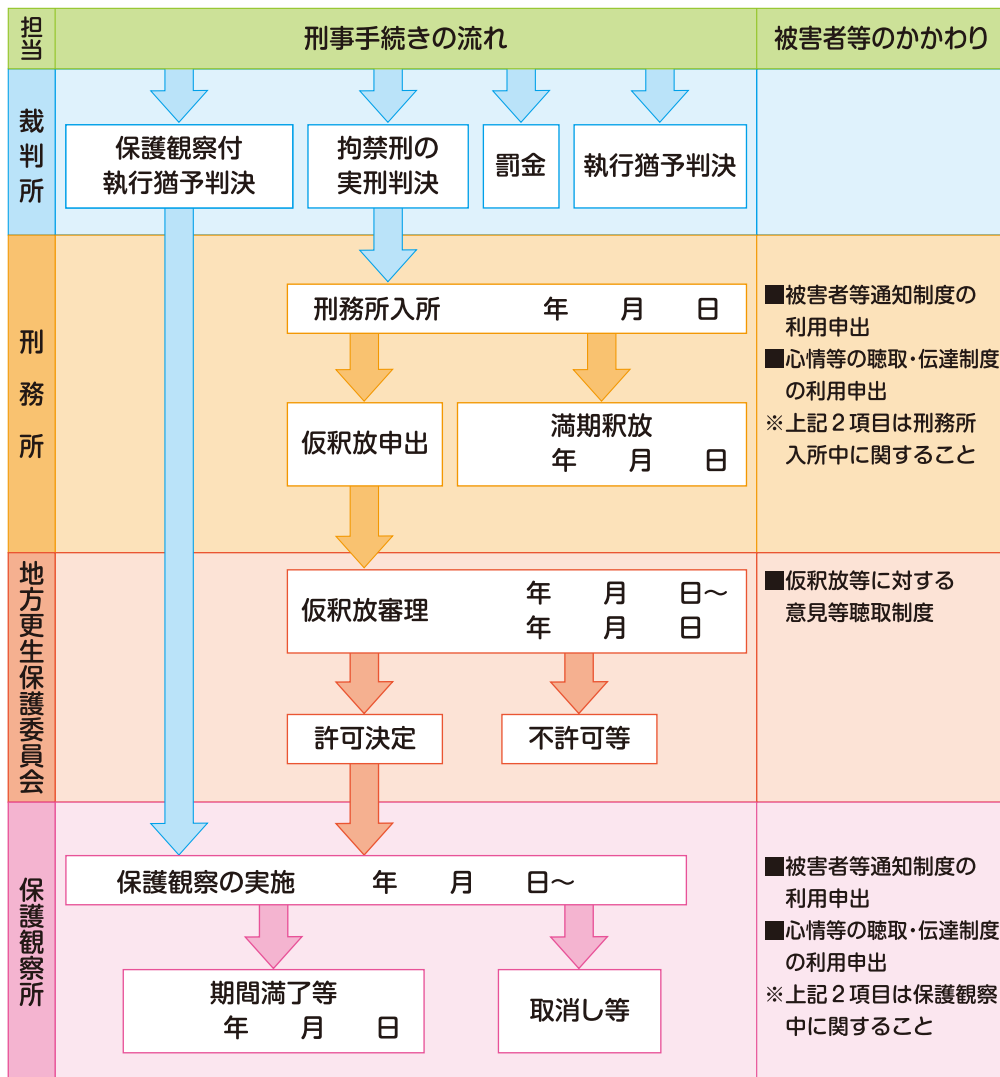 担当
刑事手続きの流れ
被害者等のかかわり
裁判所
保護観察付
執行猶予判決
拘禁刑の
実刑判決
罰金
執行猶予判決
刑務所
刑務所入所 年 月 日
仮釈放申出
満期釈放
年 月 日
■被害者等通知制度の
利用申出
■心情等の聴取・伝達制度
の利用申出
※上記2項目は刑務所
入所中に関すること
地方更生保護委員会
仮釈放審理
年 月 日〜
年 月 日
許可決定
不許可等
■仮釈放等に対する
意見等聴取制度
保護観察所
保護観察の実施 年 月 日〜
期間満了等
年 月 日
取消し等
■被害者等通知制度の
利用申出
■心情等の聴取・伝達制度
の利用申出
※上記2項目は保護観察
中に関すること